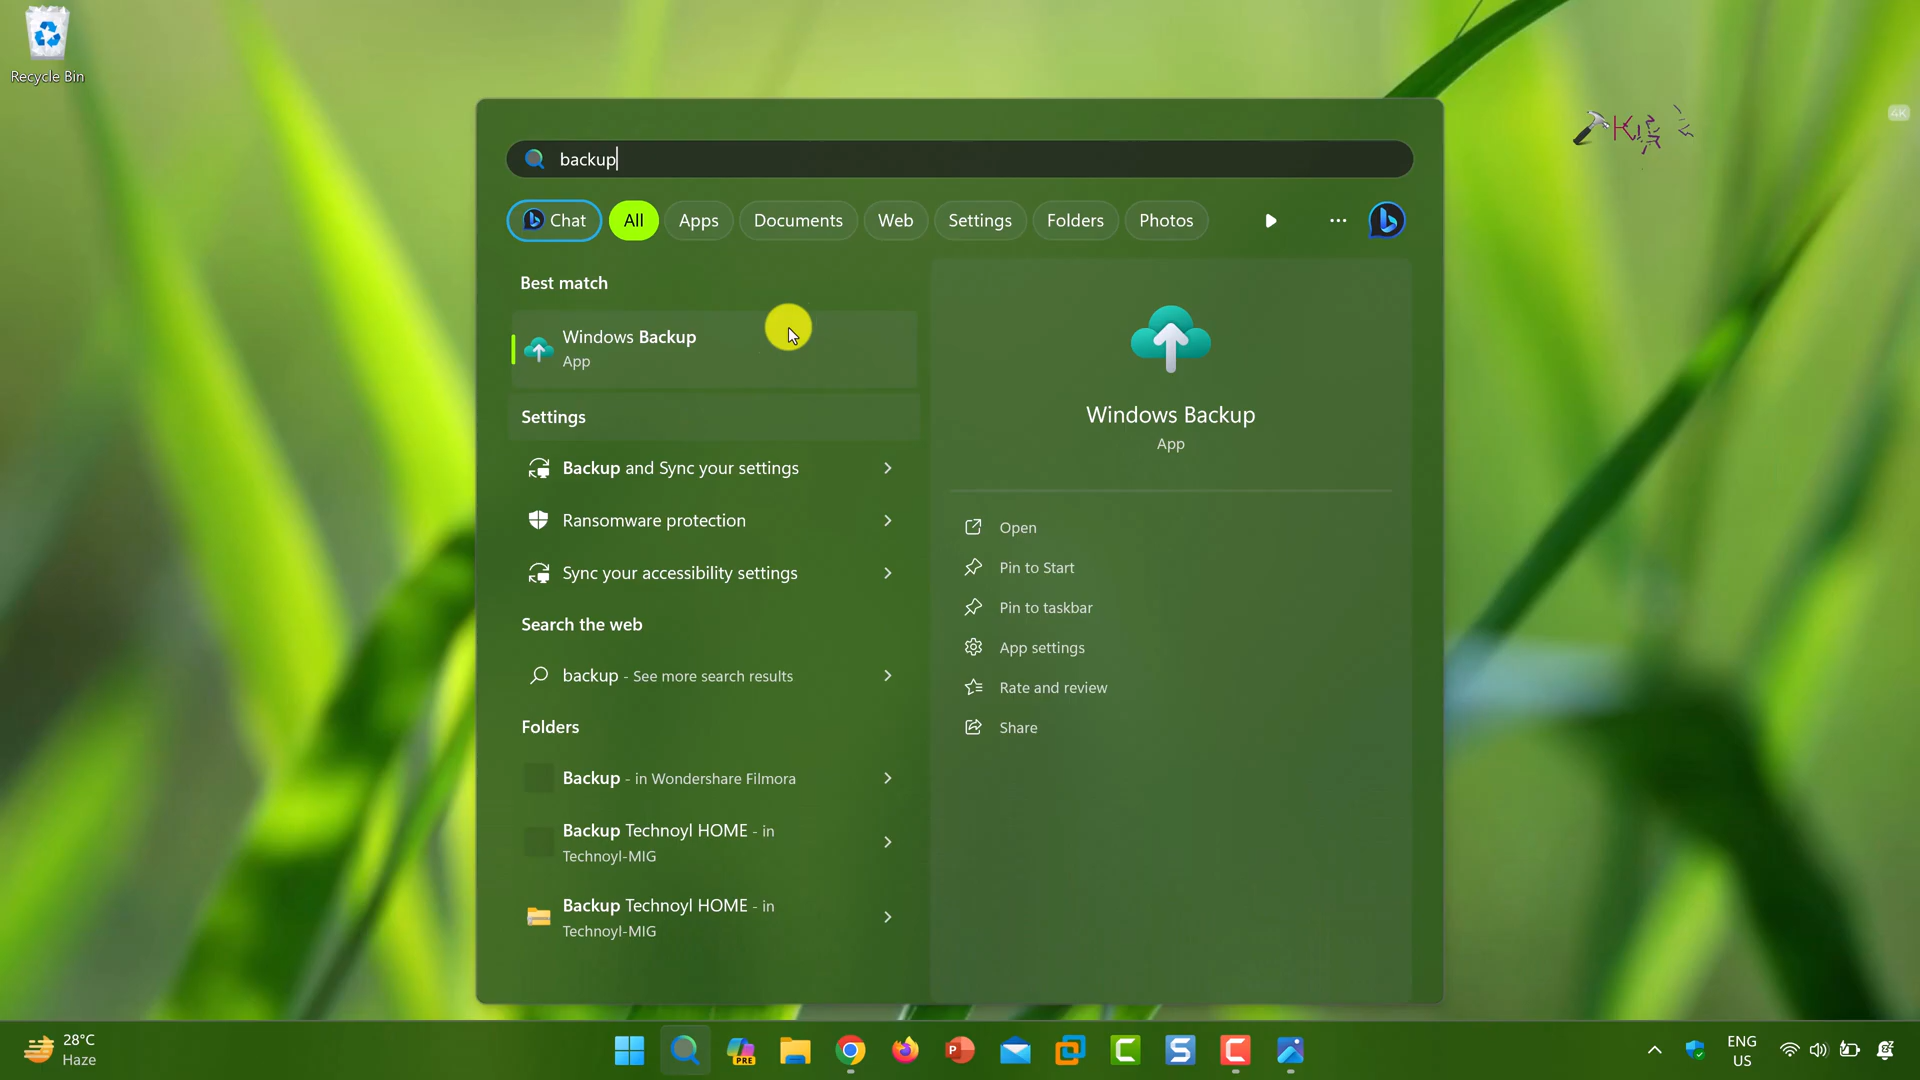 Recycle Bin
4K
backup
Chat
All
Apps
Documents
Web
Settings
Folders
Photos
Best match
Windows Backup
App
Settings
Backup and Sync your settings
Ransomware protection
Sync your accessibility settings
Search the web
backup - See more search results
Folders
Backup - in Wondershare Filmora
Backup Technoyl HOME - in
Technoyl-MIG
Backup Technoyl HOME - in
Technoyl-MIG
Windows Backup
App
Open
Pin to Start
Pin to taskbar
App settings
Rate and review
Share
28°C
Haze
PRE
P
C
S
C
ENG
US